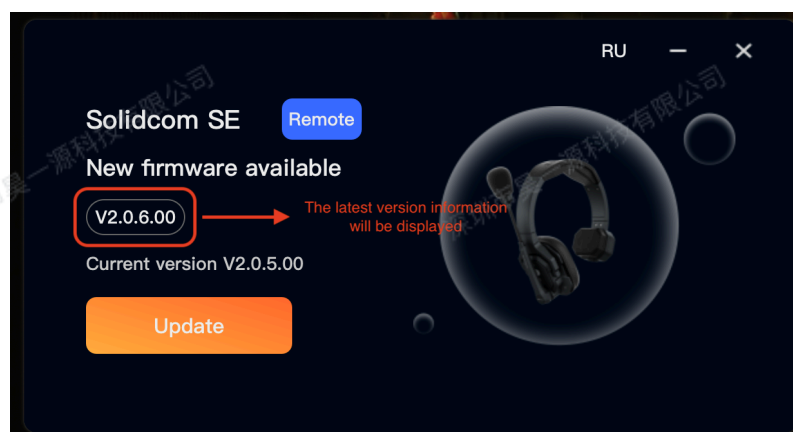 RU
Solidcom SE
Remote
New firmware available
V2.0.6.00
The latest version information
will be displayed
Current version V2.0.5.00
Update